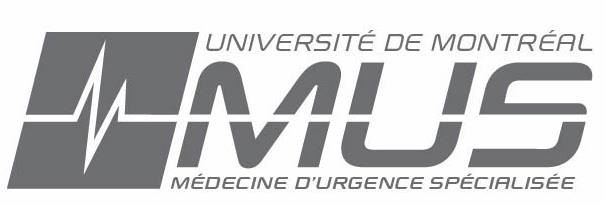 UNIVERSITÉ DE MONTRÉAL
MUS
MÉDECINE D'URGENCE SPÉCIALISÉE